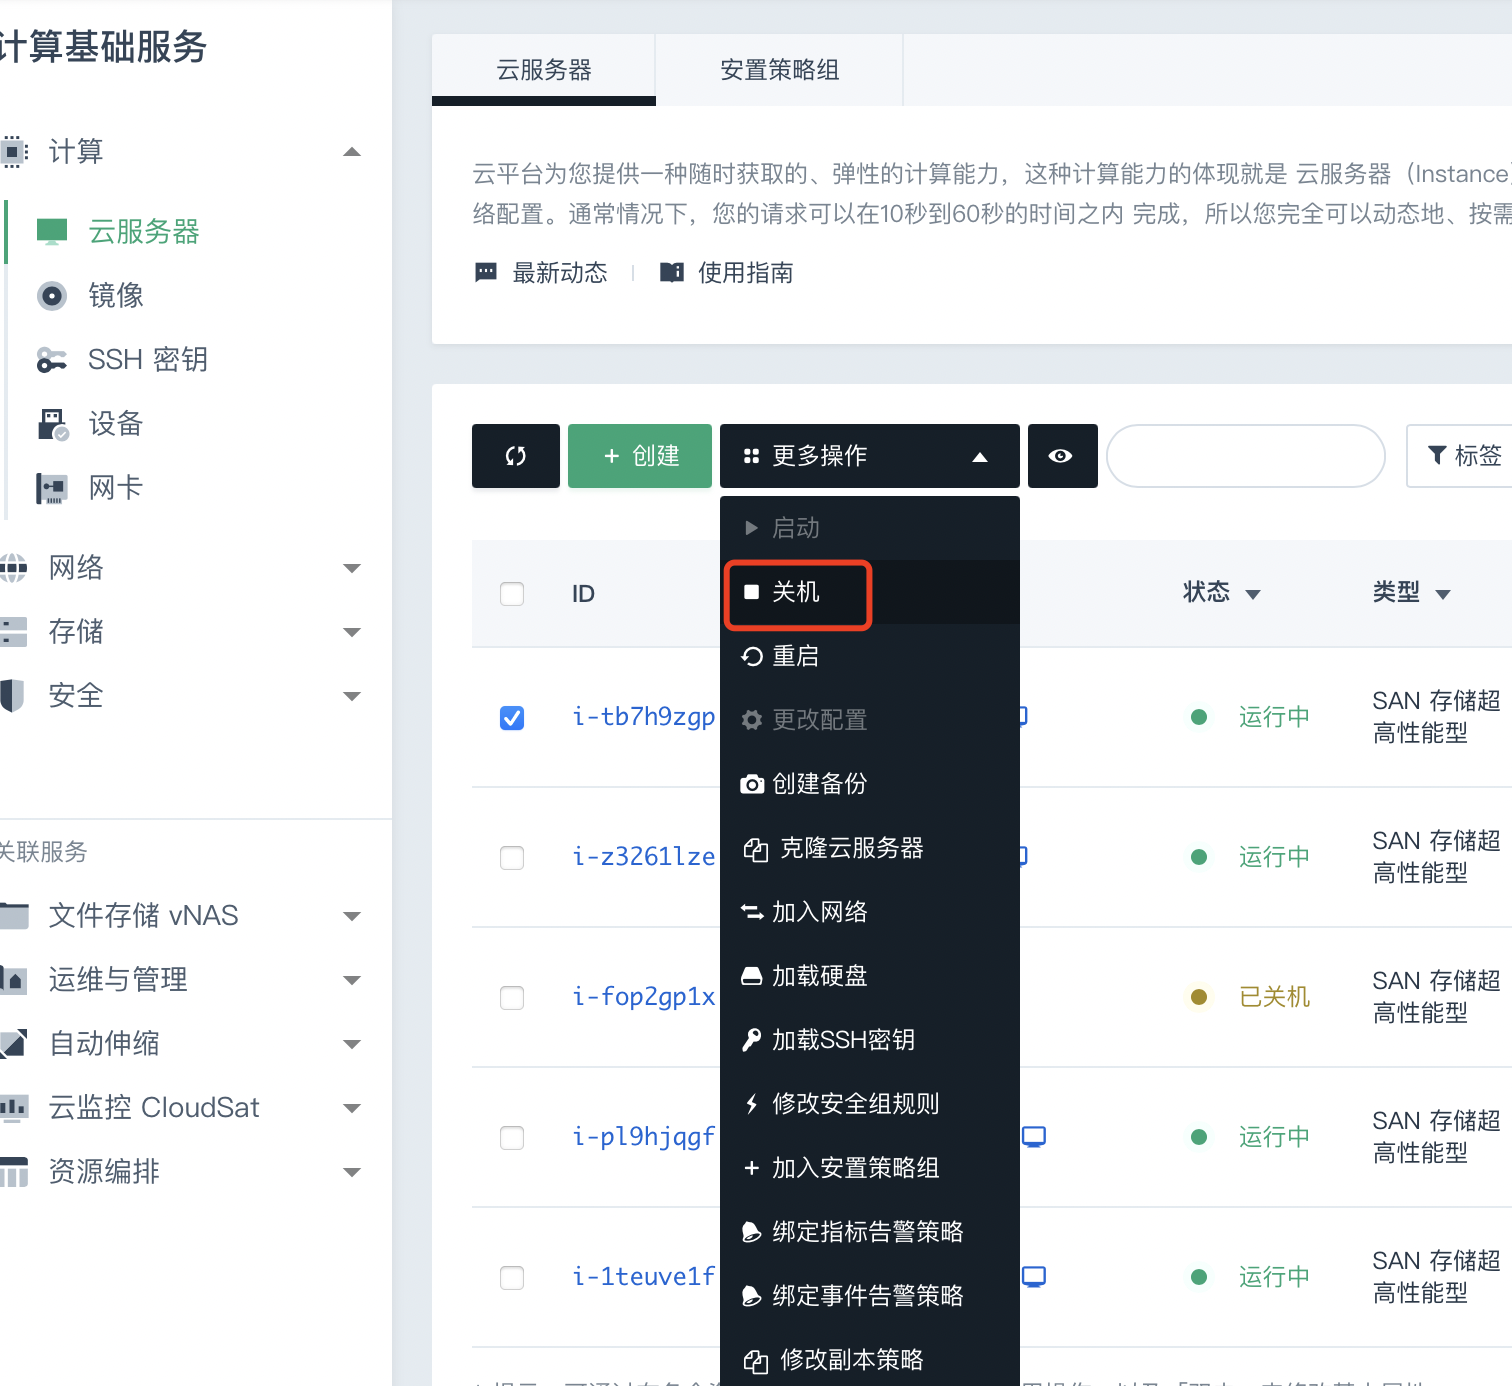 计算基础服务
计算
云服务器
镜像
SSH 密钥
设备
网卡
网络
存储
安全
关联服务
文件存储 vNAS
运维与管理
自动伸缩
云监控 CloudSat
资源编排
云服务器
安置策略组
云平台为您提供一种随时获取的、弹性的计算能力，这种计算能力的体现就是 云服务器（Instance）
络配置。通常情况下，您的请求可以在10秒到60秒的时间之内 完成，所以您完全可以动态地、按需
最新动态
使用指南
+ 创建
更多操作
标签
启动
关机
重启
更改配置
创建备份
克隆云服务器
加入网络
加载硬盘
加载SSH密钥
修改安全组规则
+ 加入安置策略组
绑定指标告警策略
绑定事件告警策略
修改副本策略
ID
状态
类型
i-tb7h9zgp
运行中
SAN 存储超
高性能型
i-z3261lze
运行中
SAN 存储超
高性能型
i-fop2gp1x
已关机
SAN 存储超
高性能型
i-pl9hjqgf
运行中
SAN 存储超
高性能型
i-1teuve1f
运行中
SAN 存储超
高性能型